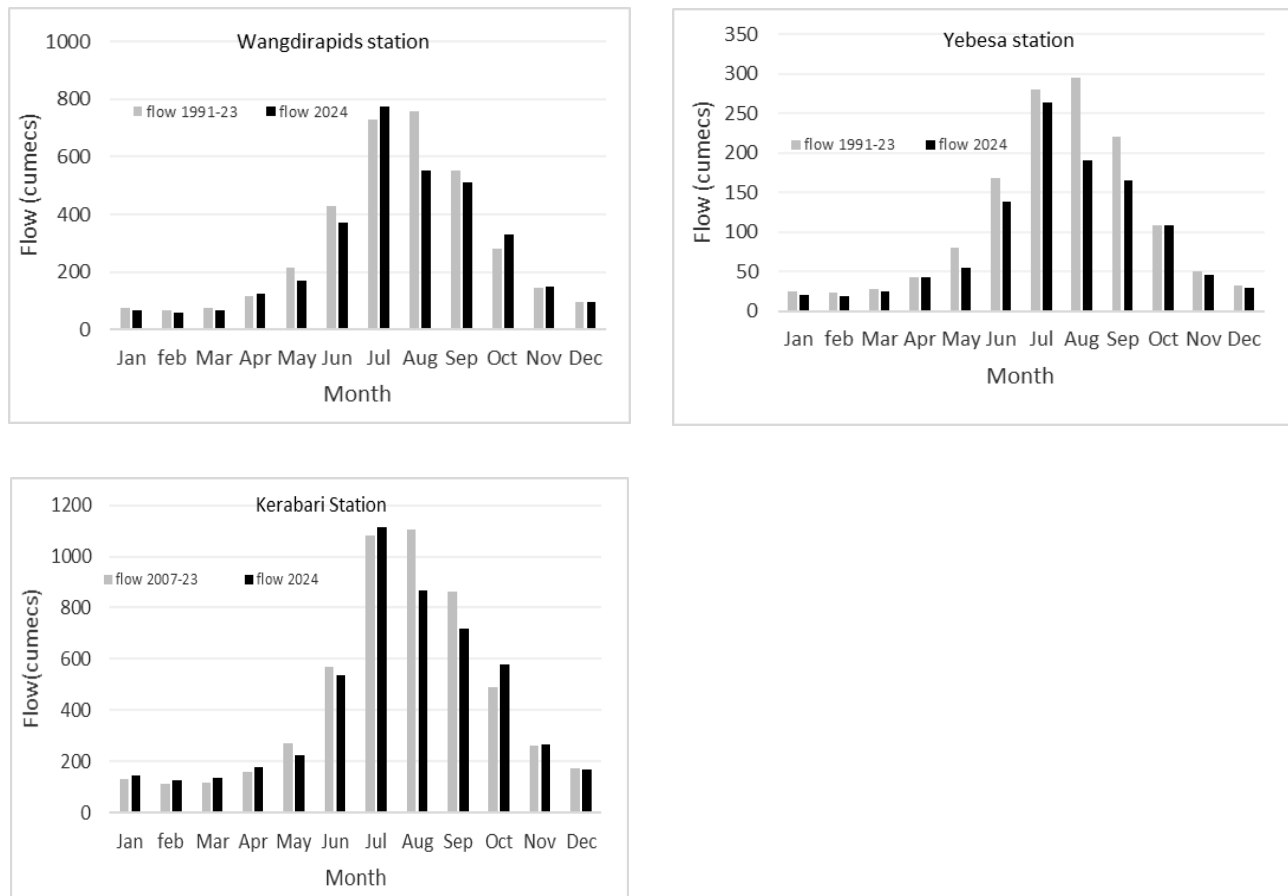 Wangdirapids station
1000
800
600
400
200
0
Flow (cumecs)
flow 1991-23 flow 2024
Jan feb Mar Apr May Jun Jul Aug Sep Oct Nov Dec
Month
Yebesa station
350
300
250
200
150
100
50
0
Flow (cumecs)
flow 1991-23 flow 2024
Jan feb Mar Apr May Jun Jul Aug Sep Oct Nov Dec
Month
Kerabari Station
1200
1000
800
600
400
200
0
Flow(cumecs)
flow 2007-23 flow 2024
Jan feb Mar Apr May Jun Jul Aug Sep Oct Nov Dec
Month